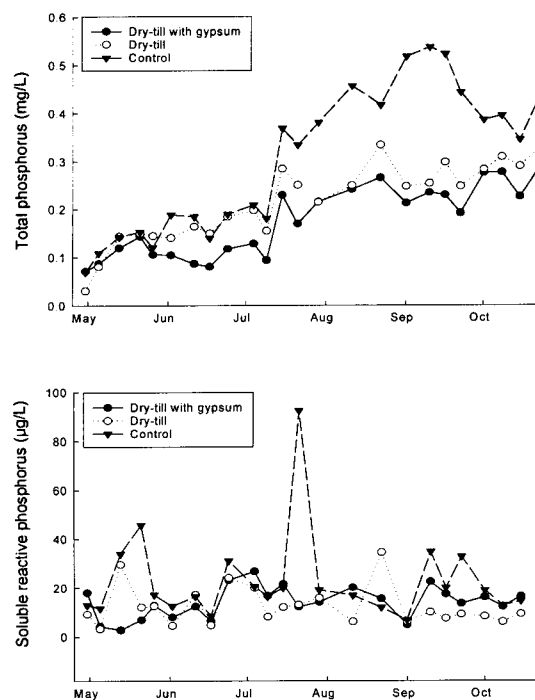 Dry-till with gypsum
Dry-till
Control
Total phosphorus (mg/L)
0.6
0.5
0.4
0.3
0.2
0.1
0.0
May Jun Jul Aug Sep Oct
Dry-till with gypsum
Dry-till
Control
Soluble reactive phosphorus (µg/L)
100
80
60
40
20
0
May Jun Jul Aug Sep Oct